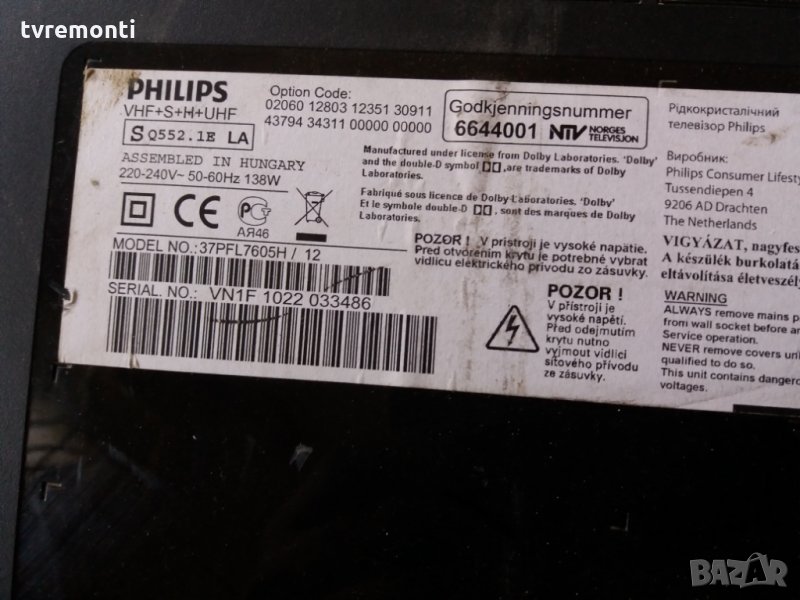 tvremonti
PHILIPS
VHF+S+H+UHF
S Q552.1E LA
ASSEMBLED IN HUNGARY
220-240V~ 50-60Hz 138W
Option Code:
02060 12803 12351 30911
43794 34311 00000 00000
Godkjenningsnummer
6644001 NTV NORGES TELEVISJON
Рідкокристалічний
телевізор Philips
Manufactured under license from Dolby Laboratories. 'Dolby'
and the double-D symbol ,are trademarks of Dolby
Laboratories.
Fabriqué sous licence de Dolby Laboratories. 'Dolby'
Et le symbole double-D , sont des marques de Dolby
Laboratories.
Виробник:
Philips Consumer Lifesty
Tussendiepen 4
9206 AD Drachten
The Netherlands
CE
АЯ46
MODEL NO.:37PFL7605H / 12
SERIAL. NO.: VN1F 1022 033486
POZOR ! V pristroji je vysoké napätie.
Pred otvorením krytu je potrebné vybrat
vidlicu elektrického prívodu zo zásuvky.
POZOR !
V přístroji je
vysoké napětí.
Před odejmutím
krytu nutno
vyjmout vidlici
síťového přívodu
ze zásuvky.
VIGYÁZAT, nagyfes
A készülék burkolatá
eltávolítása életveszély
WARNING
ALWAYS remove mains p
from wall socket before an
Service operation.
NEVER remove covers un
qualified to do so.
This unit contains dangero
voltages.
BAZAR